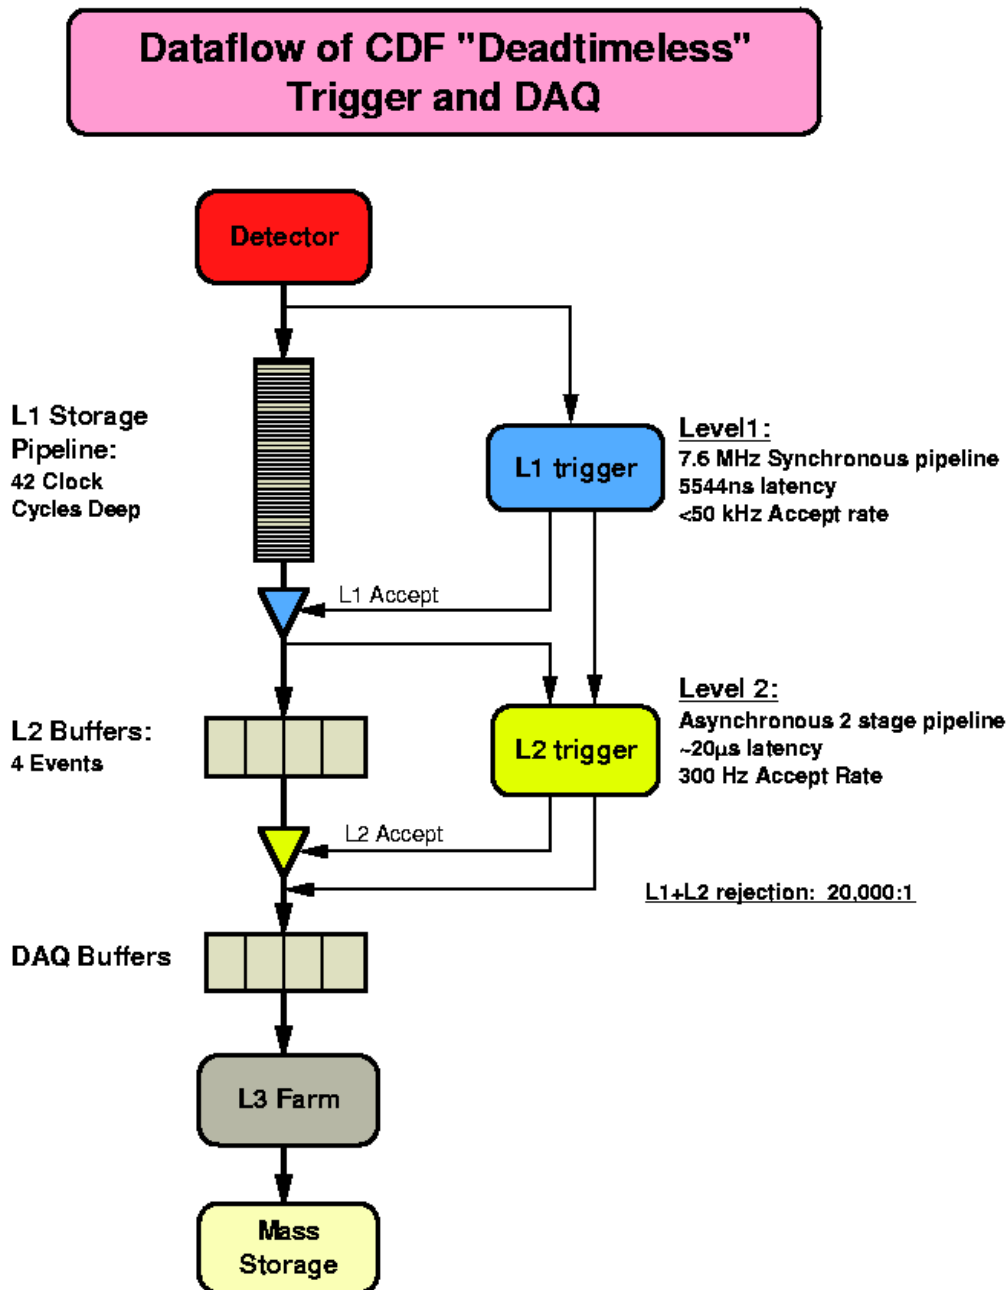 Dataflow of CDF "Deadtimeless"
Trigger and DAQ
Detector
L1 Storage
Pipeline:
42 Clock
Cycles Deep
L1 trigger
Level1:
7.6 MHz Synchronous pipeline
5544ns latency
<50 kHz Accept rate
L1 Accept
L2 Buffers:
4 Events
L2 trigger
Level 2:
Asynchronous 2 stage pipeline
~20µs latency
300 Hz Accept Rate
L2 Accept
L1+L2 rejection: 20,000:1
DAQ Buffers
L3 Farm
Mass
Storage